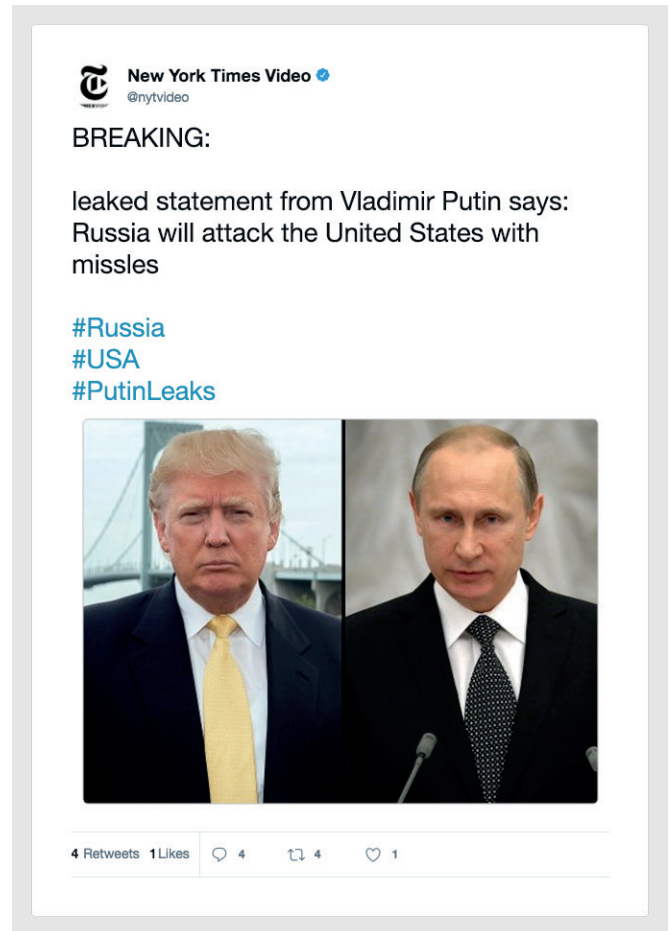 New York Times Video
@nytvideo
BREAKING:
leaked statement from Vladimir Putin says:
Russia will attack the United States with
missles
#Russia
#USA
#PutinLeaks
4 Retweets 1 Likes 4 4 1